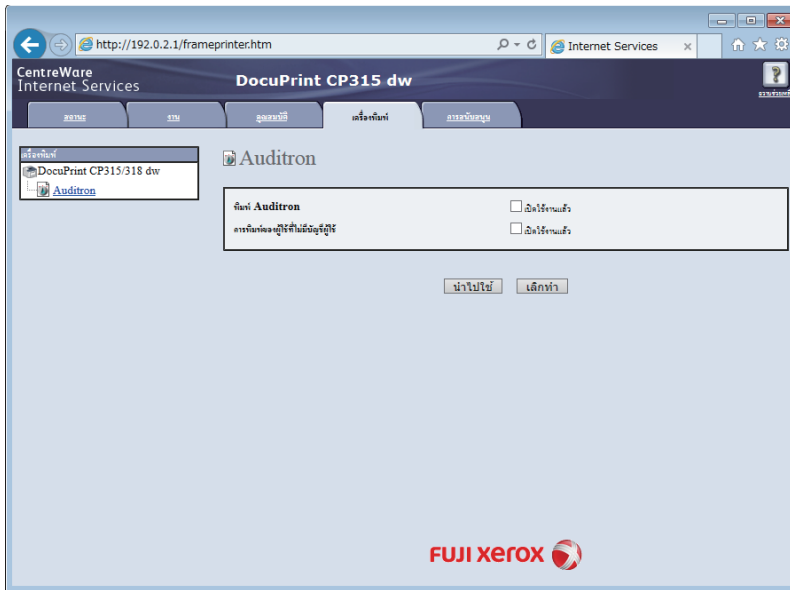 http://192.0.2.1/frameprinter.htm
Internet Services
CentreWare
Internet Services
DocuPrint CP315 dw
สถานะ
งาน
คุณสมบัติ
เครื่องพิมพ์
การสนับสนุน
เครื่องพิมพ์
DocuPrint CP315/318 dw
Auditron
Auditron
พิมพ์ Auditron
เปิดใช้งานแล้ว
การพิมพ์ของผู้ใช้ที่ไม่มีบัญชีผู้ใช้
เปิดใช้งานแล้ว
นำไปใช้
เลิกทำ
FUJI xerox